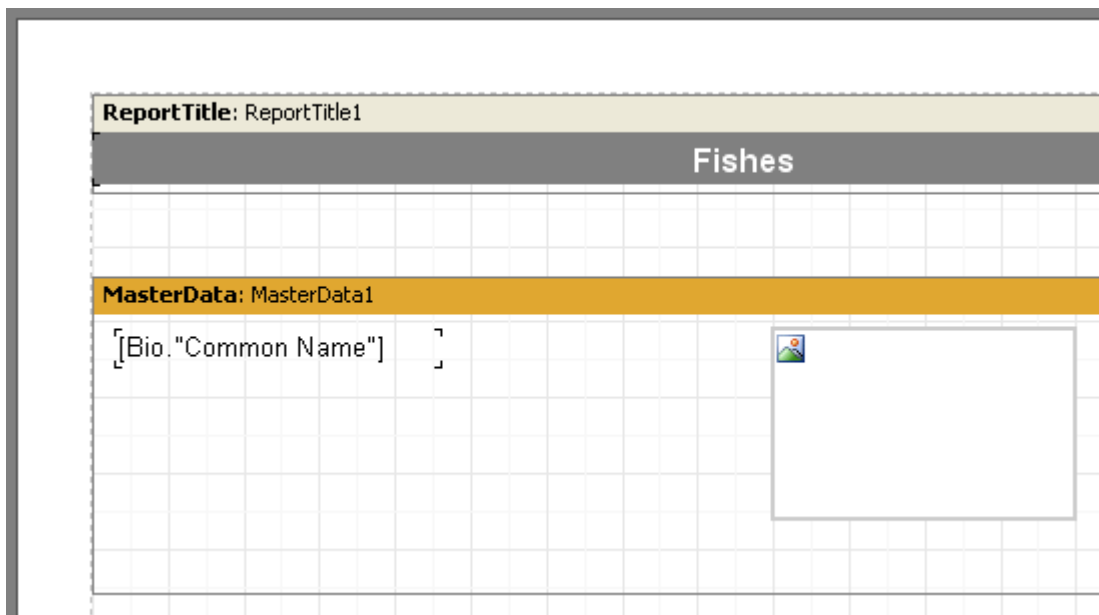 ReportTitle: ReportTitle1
Fishes
MasterData: MasterData1
[Bio."Common Name"]